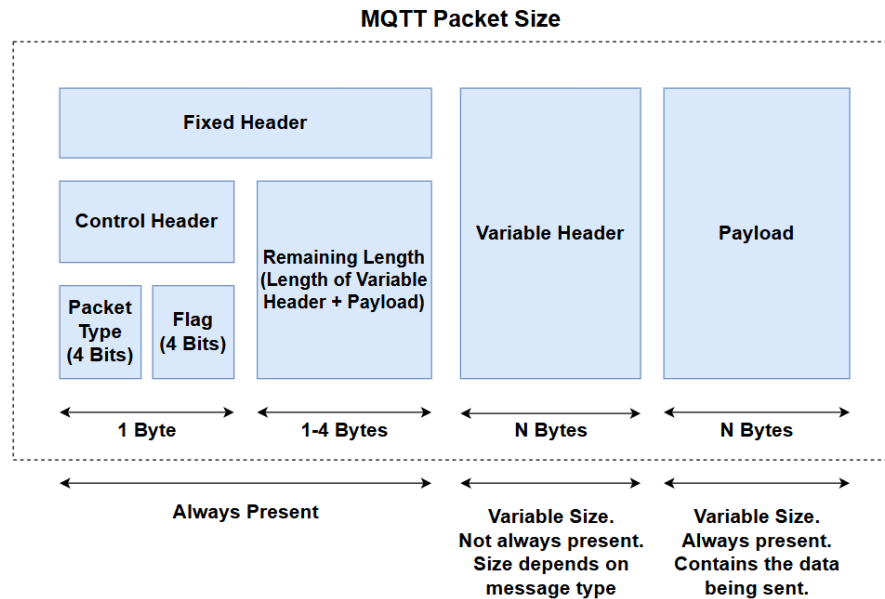 MQTT Packet Size
Fixed Header
Control Header
Remaining Length
(Length of Variable
Header + Payload)
Packet
Type
(4 Bits)
Flag
(4 Bits)
Variable Header
Payload
1 Byte
1-4 Bytes
N Bytes
N Bytes
Always Present
Variable Size.
Not always present.
Size depends on
message type
Variable Size.
Always present.
Contains the data
being sent.